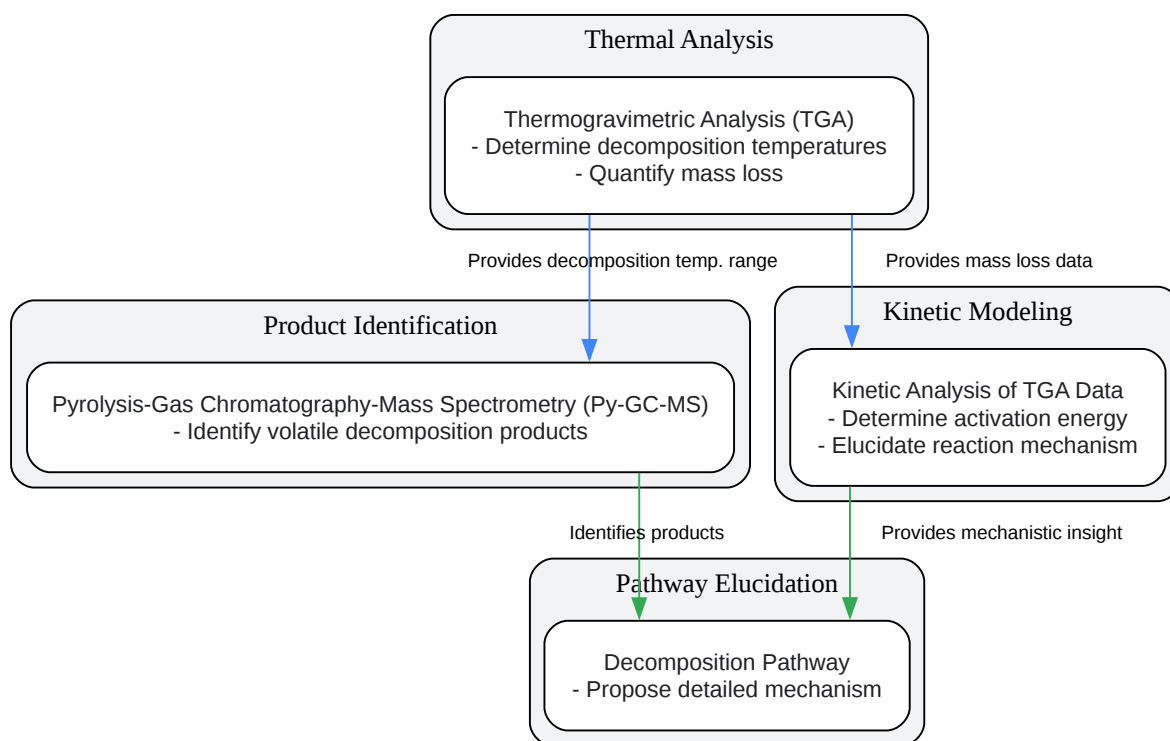 Thermal Analysis
Thermogravimetric Analysis (TGA)
- Determine decomposition temperatures
- Quantify mass loss
Provides decomposition temp. range
Provides mass loss data
Product Identification
Pyrolysis-Gas Chromatography-Mass Spectrometry (Py-GC-MS)
- Identify volatile decomposition products
Kinetic Modeling
Kinetic Analysis of TGA Data
- Determine activation energy
- Elucidate reaction mechanism
Identifies products
Provides mechanistic insight
Pathway Elucidation
Decomposition Pathway
- Propose detailed mechanism